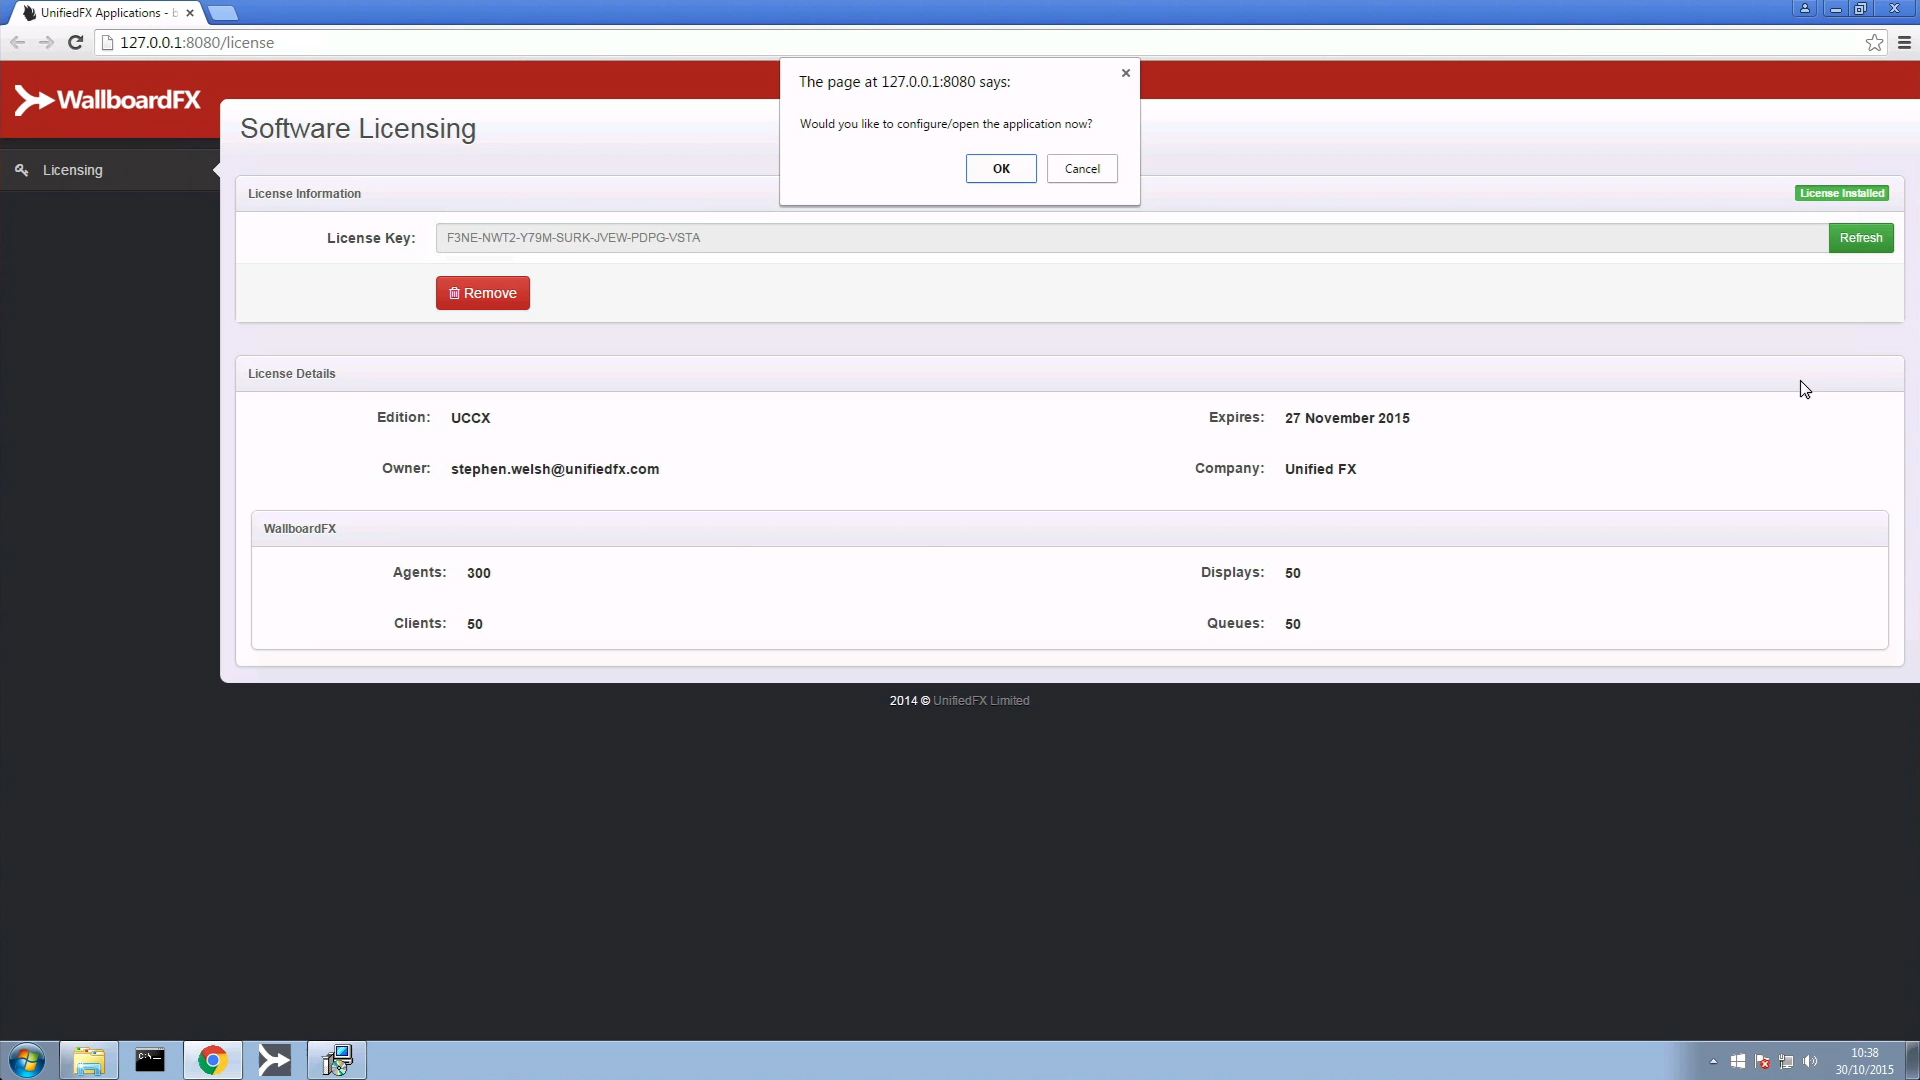 UnifiedFX Applications -
127.0.0.1:8080/license
The page at 127.0.0.1:8080 says:
Would you like to configure/open the application now?
OK
Cancel
WallboardFX
Software Licensing
Licensing
License Information
License Installed
License Key:
F3NE-NWT2-Y79M-SURK-JVEW-PDPG-VSTA
Refresh
Remove
License Details
Edition: UCCX
Expires: 27 November 2015
Owner: stephen.welsh@unifiedfx.com
Company: Unified FX
WallboardFX
Agents: 300
Displays: 50
Clients: 50
Queues: 50
2014 © UnifiedFX Limited
10:38
30/10/2015